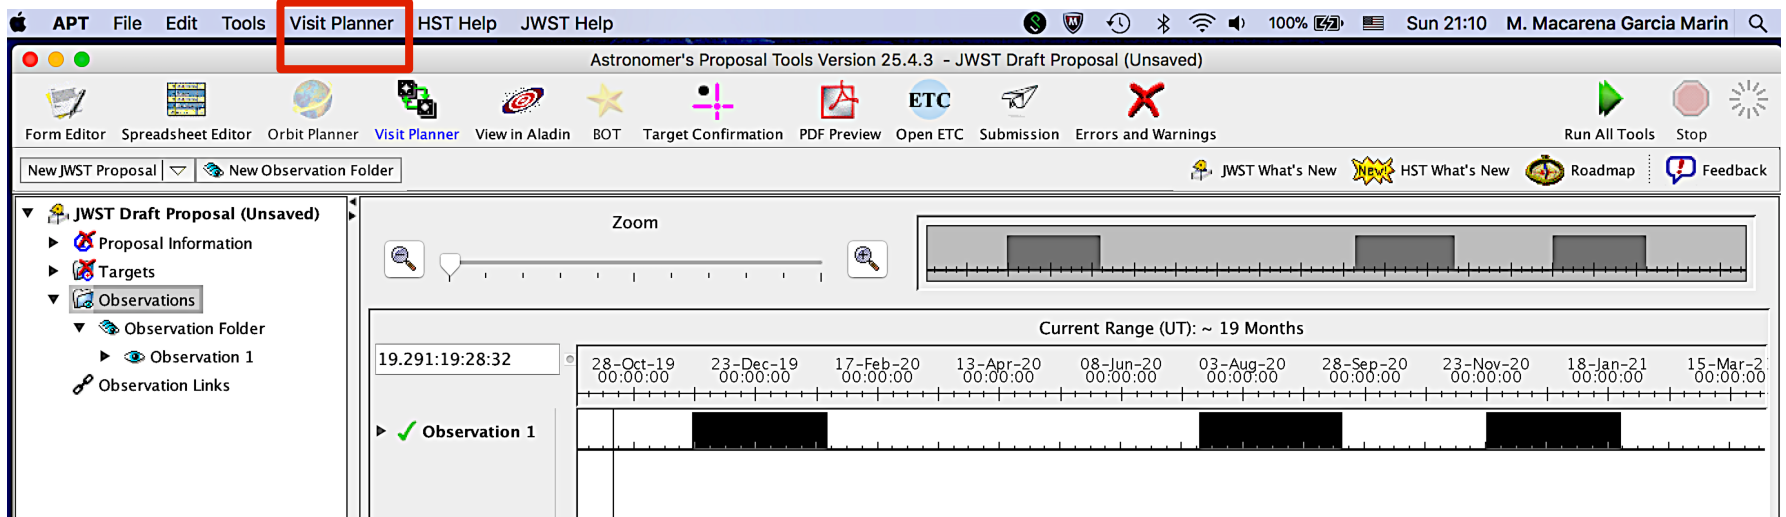 APT File Edit Tools Visit Planner HST Help JWST Help 100% Sun 21:10 M. Macarena Garcia Marin
Astronomer's Proposal Tools Version 25.4.3 - JWST Draft Proposal (Unsaved)
ETC
Form Editor Spreadsheet Editor Orbit Planner Visit Planner View in Aladin BOT Target Confirmation PDF Preview Open ETC Submission Errors and Warnings Run All Tools Stop
New JWST Proposal New Observation Folder JWST What's New New! HST What's New Roadmap Feedback
JWST Draft Proposal (Unsaved)
Proposal Information
Targets
Observations
Observation Folder
Observation 1
Observation Links
Zoom
Current Range (UT): ~ 19 Months
19.291:19:28:32
28-Oct-19 23-Dec-19 17-Feb-20 13-Apr-20 08-Jun-20 03-Aug-20 28-Sep-20 23-Nov-20 18-Jan-21 15-Mar-2
00:00:00 00:00:00 00:00:00 00:00:00 00:00:00 00:00:00 00:00:00 00:00:00 00:00:00 00:00:00
Observation 1